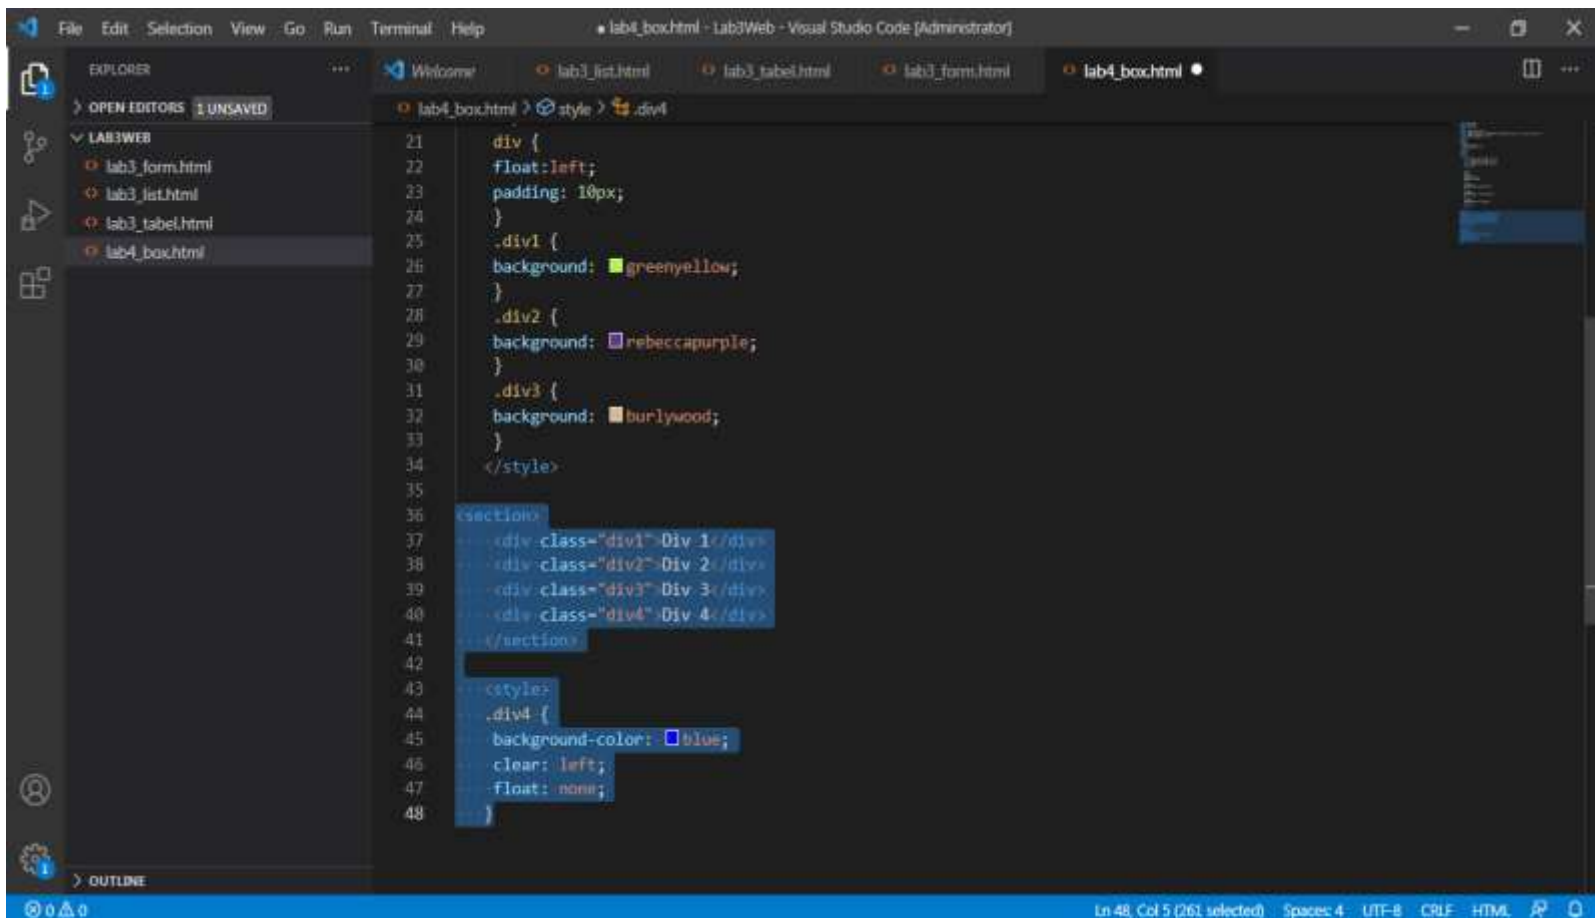 File Edit Selection View Go Run Terminal Help ● lab4_box.html - Lab3Web - Visual Studio Code [Administrator]
EXPLORER
Welcome lab3_list.html lab3_tabel.html lab3_form.html lab4_box.html ●
OPEN EDITORS 1 UNSAVED
lab4_box.html > style > .div4
LAB3WEB
lab3_form.html
lab3_list.html
lab3_tabel.html
lab4_box.html
21 div {
22 float:left;
23 padding: 10px;
24 }
25 .div1 {
26 background: greenyellow;
27 }
28 .div2 {
29 background: rebeccapurple;
30 }
31 .div3 {
32 background: burlywood;
33 }
34 </style>
35
36 <section>
37 <div class="div1">Div 1</div>
38 <div class="div2">Div 2</div>
39 <div class="div3">Div 3</div>
40 <div class="div4">Div 4</div>
41 </section>
42
43 <style>
44 .div4 {
45 background-color: blue;
46 clear: left;
47 float: none;
48 }
OUTLINE
0 0 Ln 48, Col 5 (261 selected) Spaces: 4 UTF-8 CRLF HTML